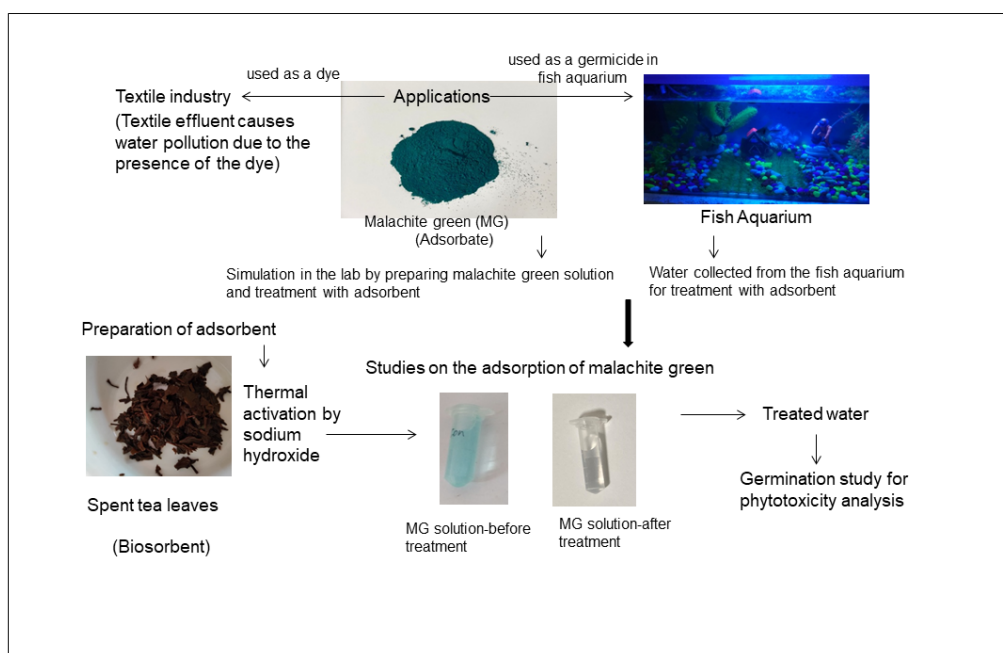 used as a dye
used as a germicide in
fish aquarium
Textile industry
Applications
(Textile effluent causes
water pollution due to the
presence of the dye)
Malachite green (MG)
(Adsorbate)
Fish Aquarium
Simulation in the lab by preparing malachite green solution
and treatment with adsorbent
Water collected from the fish aquarium
for treatment with adsorbent
Preparation of adsorbent
Studies on the adsorption of malachite green
Thermal
activation by
sodium
hydroxide
Treated water
Germination study for
phytotoxicity analysis
Spent tea leaves
(Biosorbent)
MG solution-before
treatment
MG solution-after
treatment